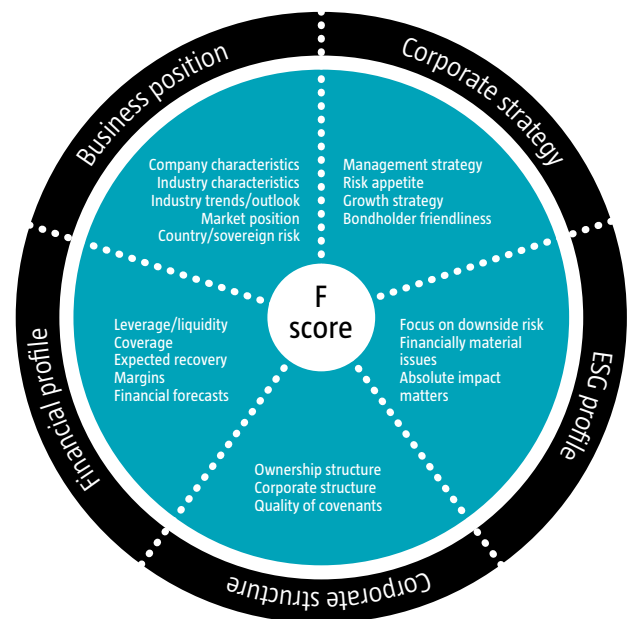 Business position
Corporate strategy
Company characteristics
Industry characteristics
Industry trends/outlook
Market position
Country/sovereign risk
Management strategy
Risk appetite
Growth strategy
Bondholder friendliness
F
score
Leverage/liquidity
Coverage
Expected recovery
Margins
Financial forecasts
Focus on downside risk
Financially material
issues
Absolute impact
matters
Financial profile
ESG profile
Ownership structure
Corporate structure
Quality of covenants
Corporate structure